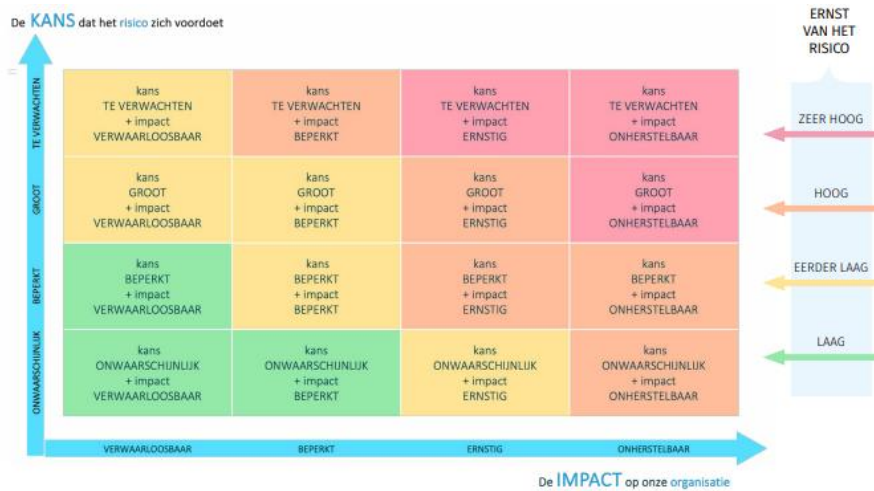 De KANS dat het risico zich voordoet
ERNST
VAN HET
RISICO
TE VERWACHTEN
kans
TE VERWACHTEN
+ impact
VERWAARLOOSBAAR
kans
TE VERWACHTEN
+ impact
BEPERKT
kans
TE VERWACHTEN
+ impact
ERNSTIG
kans
TE VERWACHTEN
+ impact
ONHERSTELBAAR
ZEER HOOG
GROOT
kans
GROOT
+ impact
VERWAARLOOSBAAR
kans
GROOT
+ impact
BEPERKT
kans
GROOT
+ impact
ERNSTIG
kans
GROOT
+ impact
ONHERSTELBAAR
HOOG
BEPERKT
kans
BEPERKT
+ impact
VERWAARLOOSBAAR
kans
BEPERKT
+ impact
BEPERKT
kans
BEPERKT
+ impact
ERNSTIG
kans
BEPERKT
+ impact
ONHERSTELBAAR
EERDER LAAG
ONWAARSCHIJNLIJK
kans
ONWAARSCHIJNLIJK
+ impact
VERWAARLOOSBAAR
kans
ONWAARSCHIJNLIJK
+ impact
BEPERKT
kans
ONWAARSCHIJNLIJK
+ impact
ERNSTIG
kans
ONWAARSCHIJNLIJK
+ impact
ONHERSTELBAAR
LAAG
VERWAARLOOSBAAR
BEPERKT
ERNSTIG
ONHERSTELBAAR
De IMPACT op onze organisatie